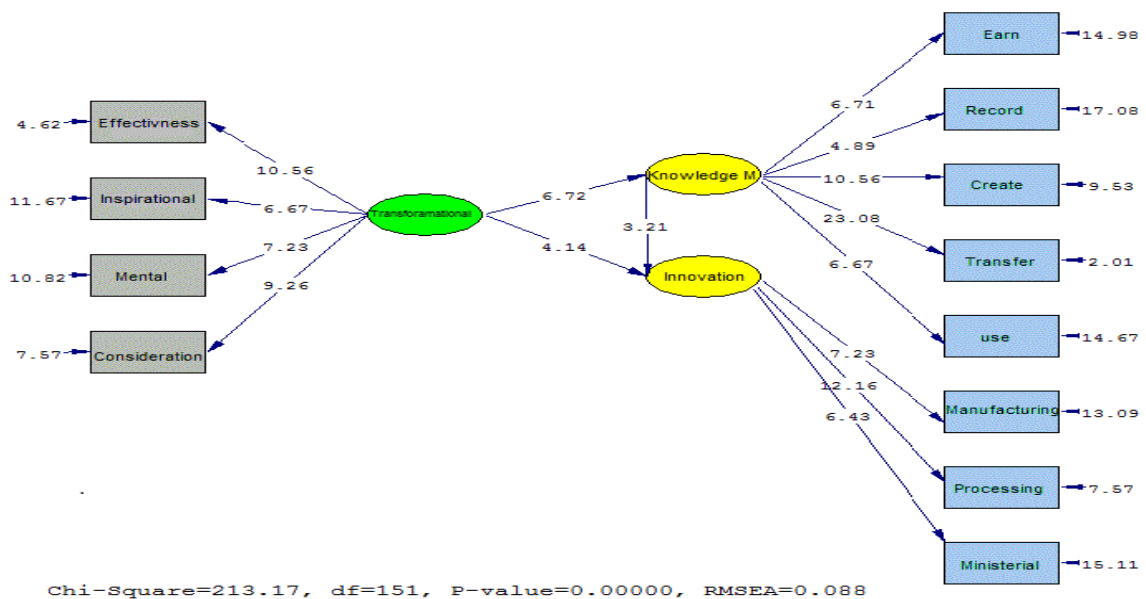 4.62
Effectivness
10.56
11.67
Inspirational
6.67
10.82
Mental
7.23
7.57
Consideration
9.26
Transforamational
6.72
4.14
Knowledge M
3.21
Innovation
6.71
Earn
14.98
4.89
Record
17.08
10.56
Create
9.53
23.08
Transfer
2.01
6.67
use
14.67
7.23
Manufacturing
13.09
12.16
Processing
7.57
6.43
Ministerial
15.11
Chi-Square=213.17, df=151, P-value=0.00000, RMSEA=0.088